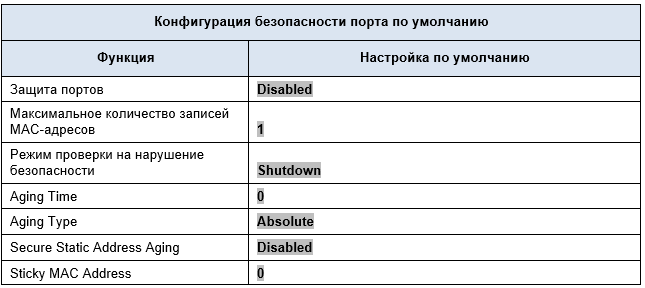 Конфигурация безопасности порта по умолчанию
Функция
Настройка по умолчанию
Защита портов
Disabled
Максимальное количество записей
MAC-адресов
1
Режим проверки на нарушение
безопасности
Shutdown
Aging Time
0
Aging Type
Absolute
Secure Static Address Aging
Disabled
Sticky MAC Address
0